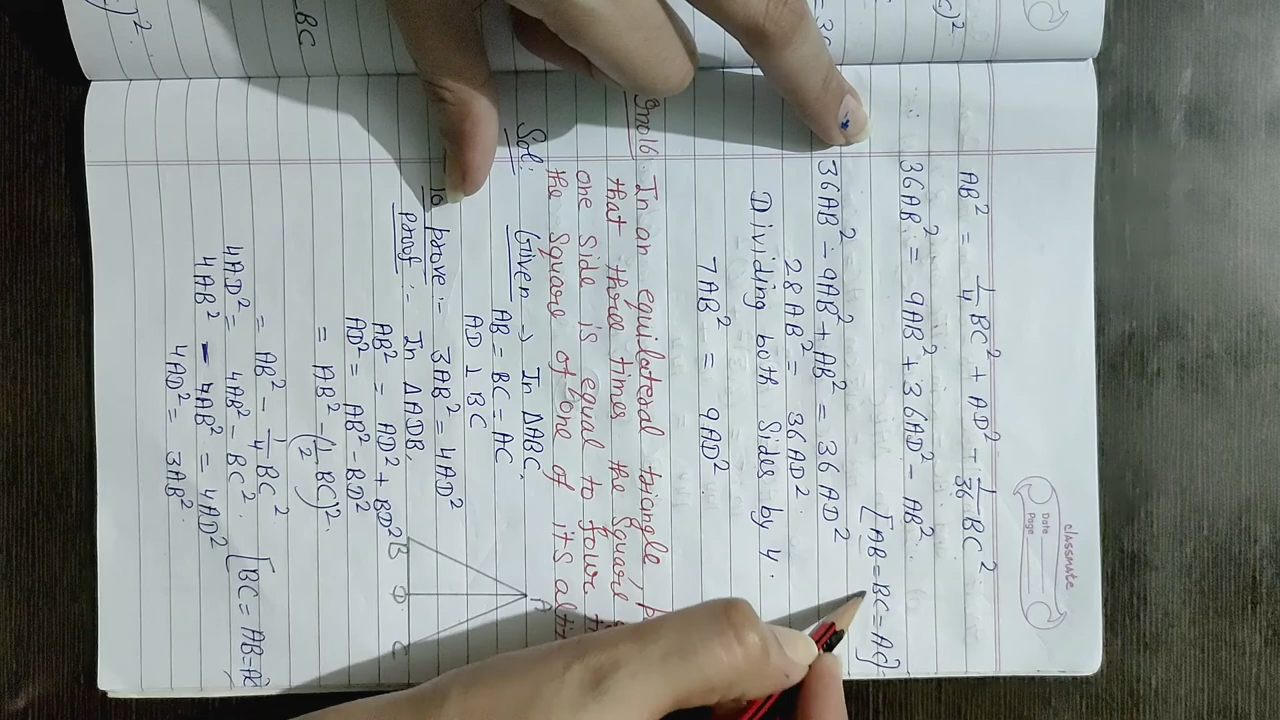 c)².
classmate
Date
Page
AB² = 1/4 BC² + AD² - 1/36 BC².
36AB² = 9AB² + 36AD² - AB².
[AB = BC = AC]
36AB² - 9AB² + AB² = 36AD²
28AB² = 36AD².
Dividing both Sides by 4.
7AB² = 9AD²
In an equilateral triangle,
that three times the square
one side is equal to four
the square of one of its
Sol:- Given → In ΔABC,
AB = BC = AC
AD ⊥ BC
To prove:- 3AB² = 4AD²
proof:- In ΔADB,
AB² = AD² + BD²
AD² = AB² - BD²
= AB² - (1/2 BC)².
= AB² - 1/4 BC².
4AD² = 4AB² - BC². [BC = AB = AC
4AB² - 4AB² = 4AD²
4AD² = 3AB².
A
B
D
C
BC
)².